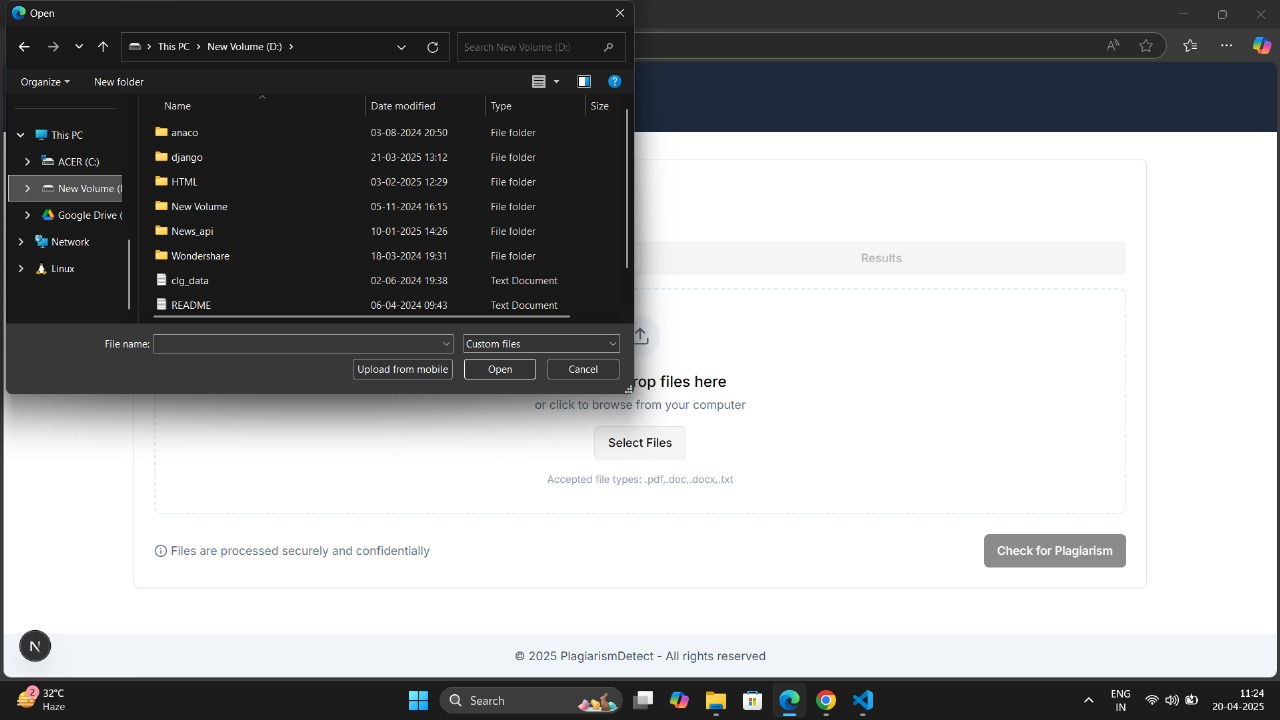 Open
This PC
New Volume (D:)
Search New Volume (D:)
Organize
New folder
Name
Date modified
Type
Size
This PC
ACER (C:)
New Volume (
Google Drive (
Network
Linux
anaco 03-08-2024 20:50 File folder
django 21-03-2025 13:12 File folder
HTML 03-02-2025 12:29 File folder
New Volume 05-11-2024 16:15 File folder
News_api 10-01-2025 14:26 File folder
Wondershare 18-03-2024 19:31 File folder
clg_data 02-06-2024 19:38 Text Document
README 06-04-2024 09:43 Text Document
File name:
Custom files
Upload from mobile
Open
Cancel
Results
op files here
or click to browse from your computer
Select Files
Accepted file types: .pdf,.doc,.docx,.txt
Files are processed securely and confidentially
Check for Plagiarism
N
© 2025 PlagiarismDetect - All rights reserved
2
32°C
Haze
Search
ENG
IN
11:24
20-04-2025